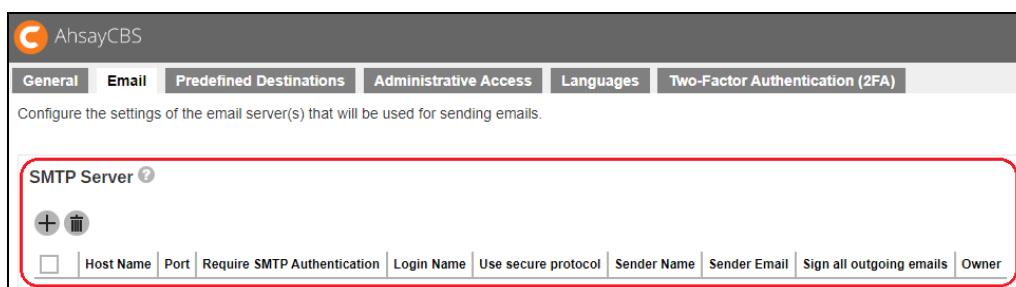 AhsayCBS
General Email Predefined Destinations Administrative Access Languages Two-Factor Authentication (2FA)
Configure the settings of the email server(s) that will be used for sending emails.
SMTP Server ?
Host Name Port Require SMTP Authentication Login Name Use secure protocol Sender Name Sender Email Sign all outgoing emails Owner